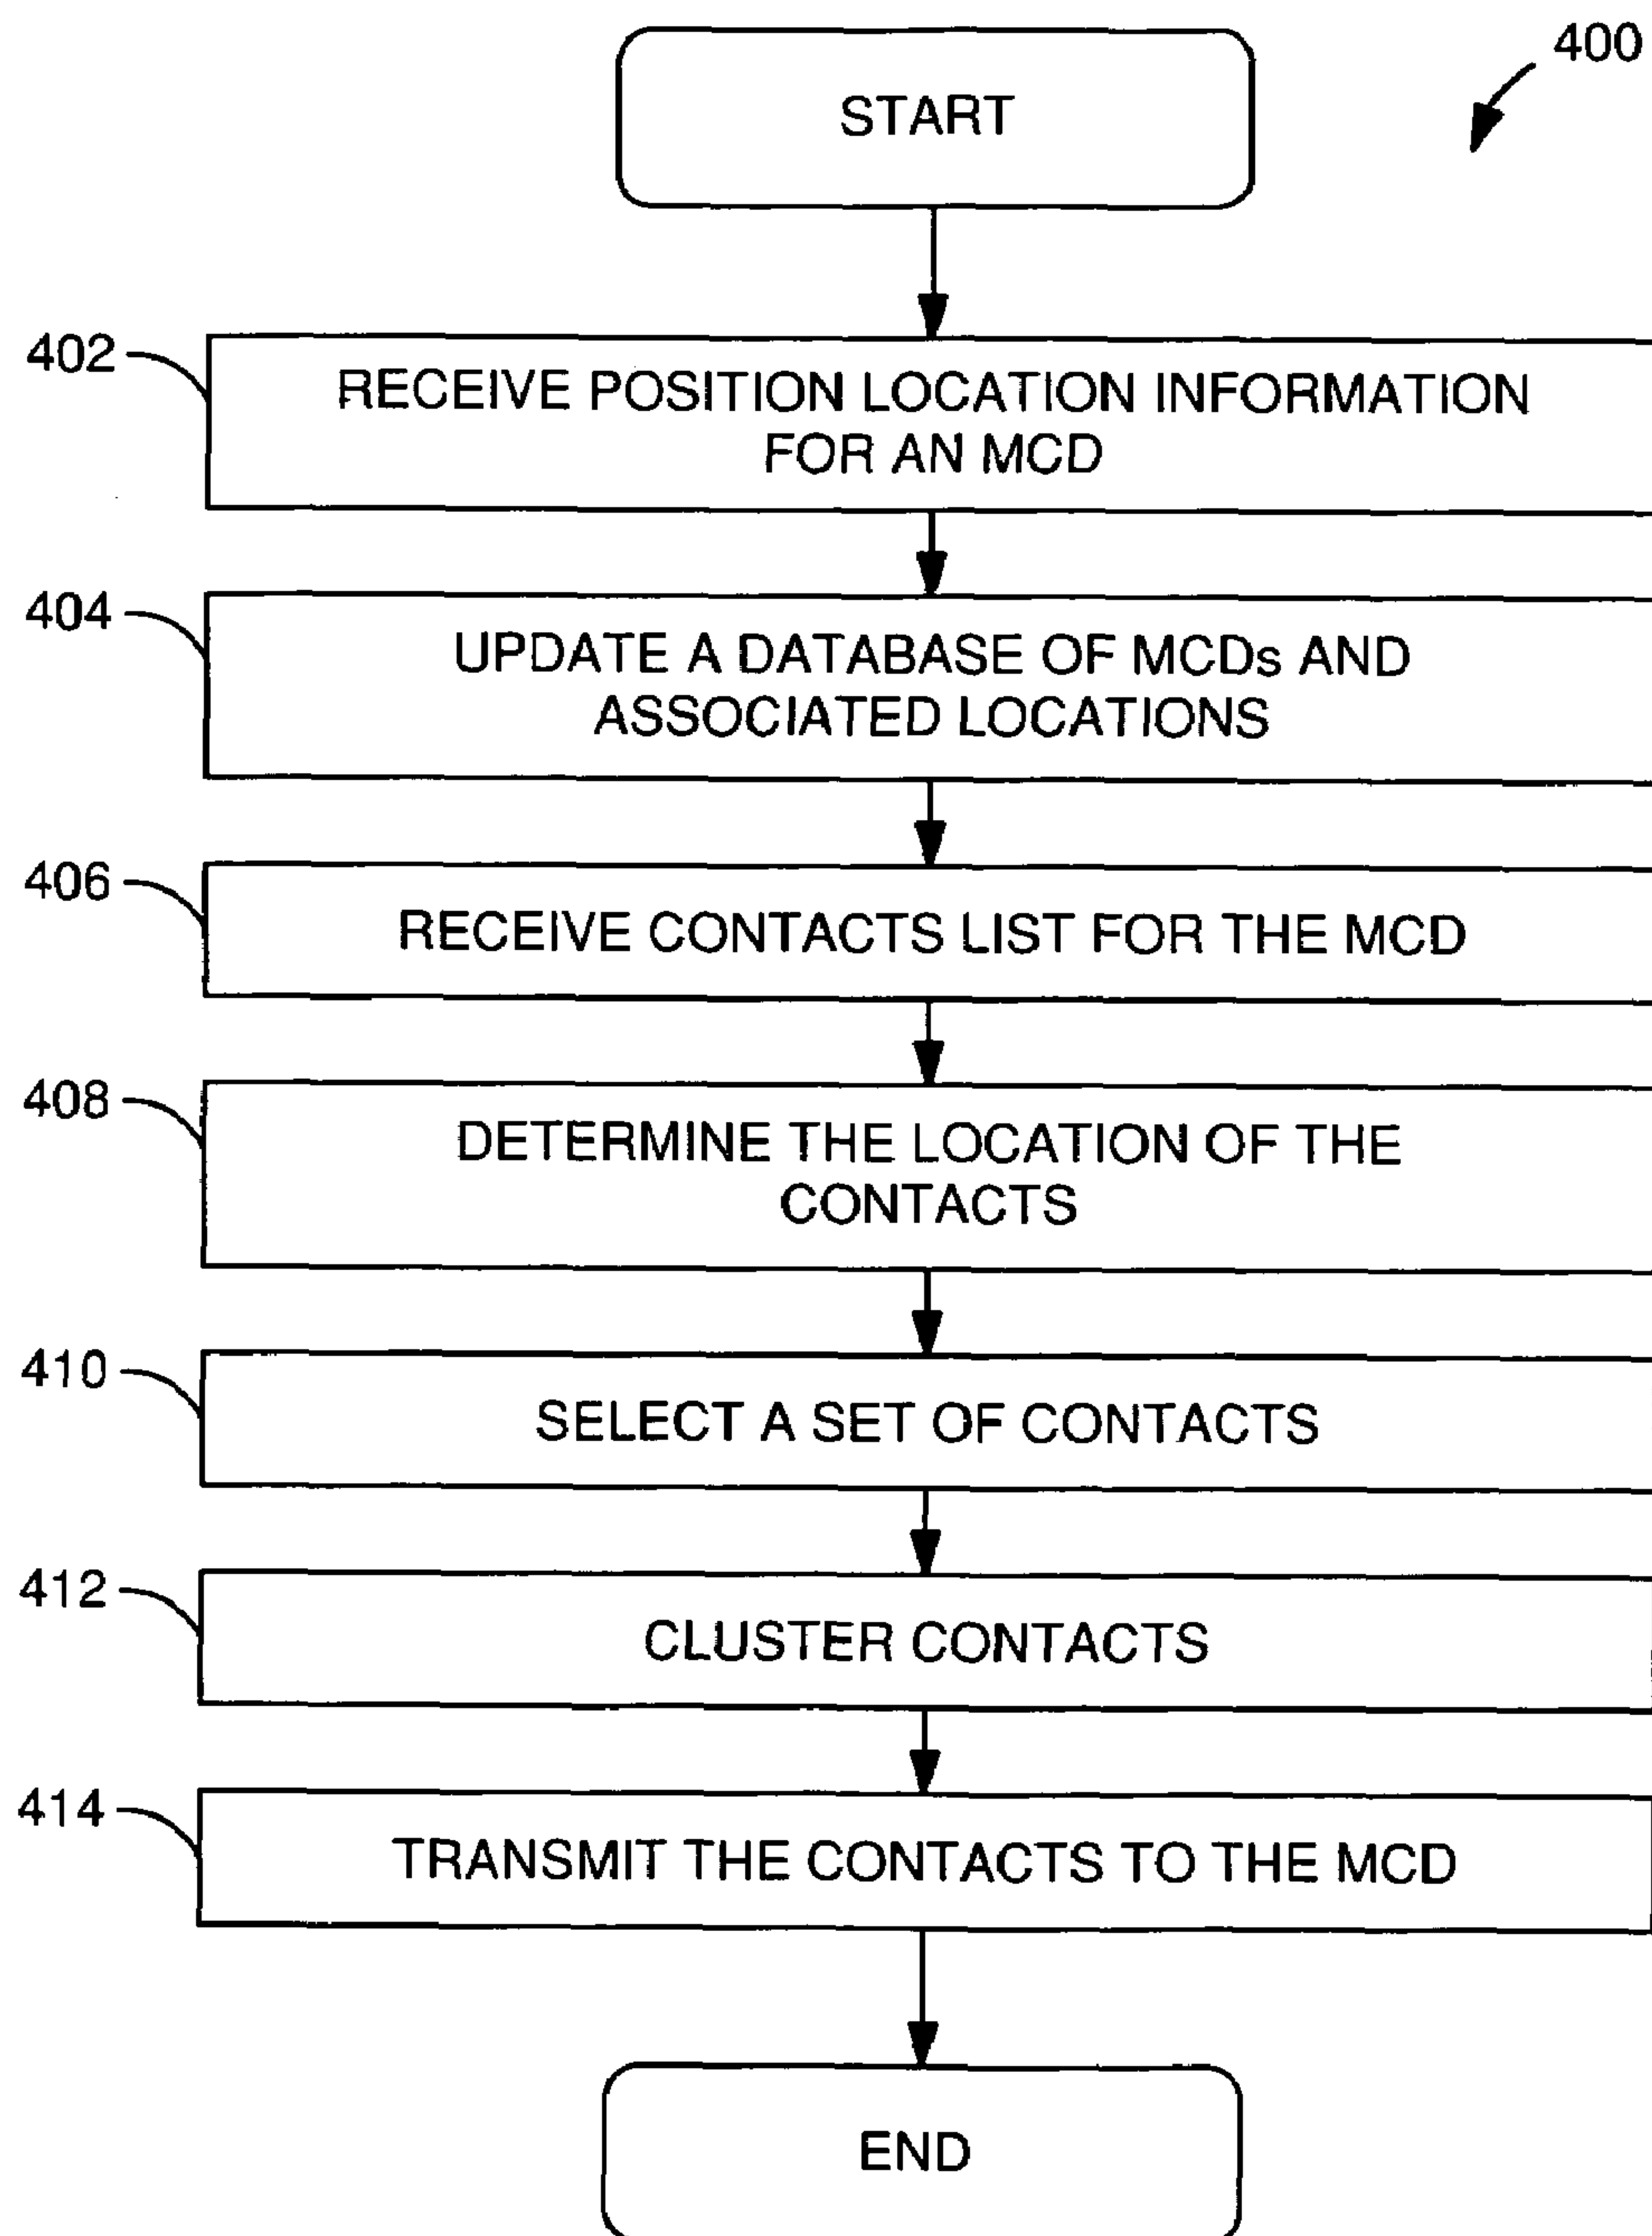 400
START
402
RECEIVE POSITION LOCATION INFORMATION
FOR AN MCD
404
UPDATE A DATABASE OF MCDs AND
ASSOCIATED LOCATIONS
406
RECEIVE CONTACTS LIST FOR THE MCD
408
DETERMINE THE LOCATION OF THE
CONTACTS
410
SELECT A SET OF CONTACTS
412
CLUSTER CONTACTS
414
TRANSMIT THE CONTACTS TO THE MCD
END